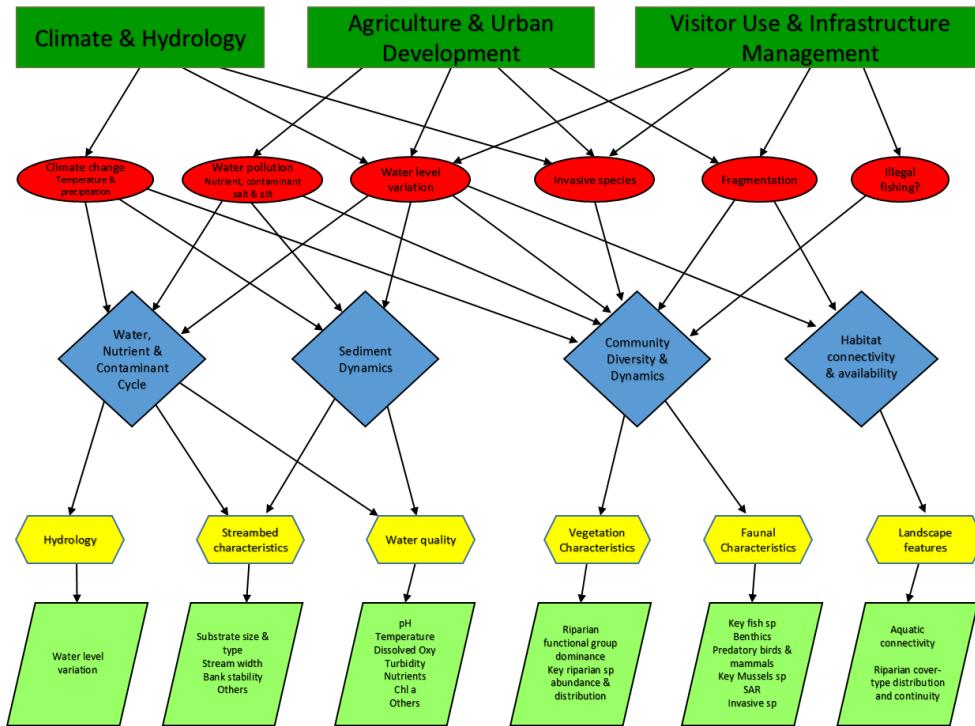 Climate & Hydrology
Agriculture & Urban
Development
Visitor Use & Infrastructure
Management
Climate change
Temperature &
precipitation
Water pollution
Nutrient, contaminant
salt & silt
Water level
variation
Invasive species
Fragmentation
Illegal
fishing?
Water,
Nutrient &
Contaminant
Cycle
Sediment
Dynamics
Community
Diversity &
Dynamics
Habitat
connectivity
& availability
Hydrology
Streambed
characteristics
Water quality
Vegetation
Characteristics
Faunal
Characteristics
Landscape
features
Water level
variation
Substrate size &
type
Stream width
Bank stability
Others
pH
Temperature
Dissolved Oxy
Turbidity
Nutrients
Chl a
Others
Riparian
functional group
dominance
Key riparian sp
abundance &
distribution
Key fish sp
Benthics
Predatory birds &
mammals
Key Mussels sp
SAR
Invasive sp
Aquatic
connectivity
Riparian cover-
type distribution
and continuity